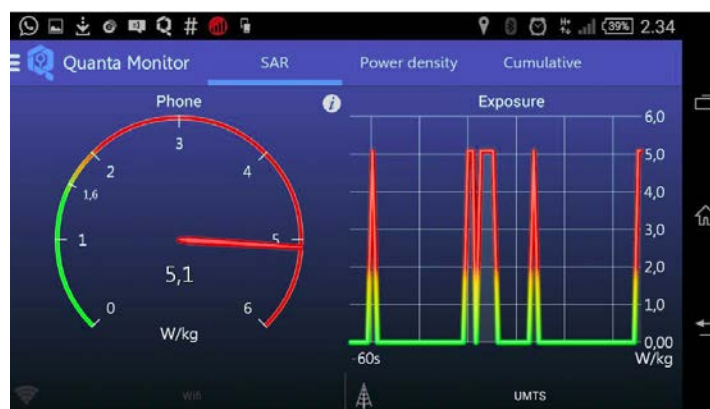 39% 2.34
Quanta Monitor SAR Power density Cumulative
Phone
0
1
1,6
2
3
4
5
6
5,1
W/kg
Exposure
6,0
5,0
4,0
3,0
2,0
1,0
0,00
-60s
W/kg
Wifi
UMTS